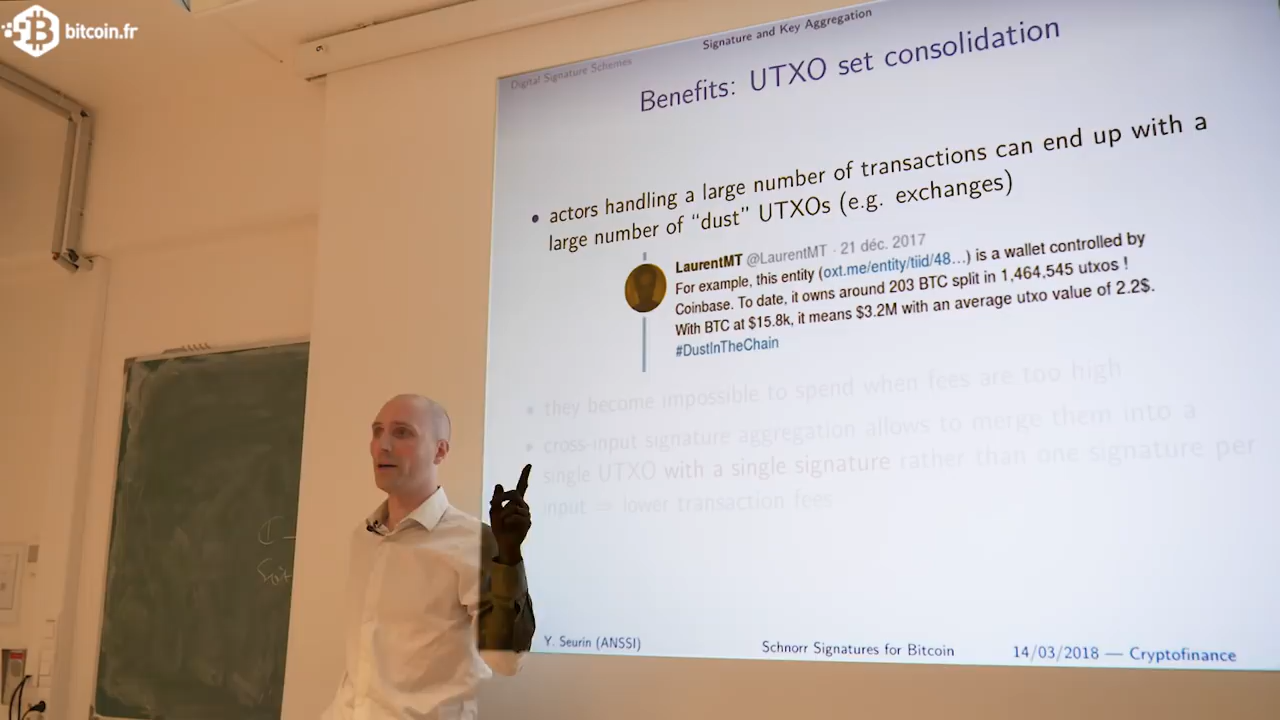 bitcoin.fr
Signature and Key Aggregation
Digital Signature Schemes
Benefits: UTXO set consolidation
• actors handling a large number of transactions can end up with a
large number of “dust” UTXOs (e.g. exchanges)
LaurentMT @LaurentMT · 21 déc. 2017
For example, this entity (oxt.me/entity/tiid/48…) is a wallet controlled by
Coinbase. To date, it owns around 203 BTC split in 1,464,545 utxos !
With BTC at $15.8k, it means $3.2M with an average utxo value of 2.2$.
#DustInTheChain
• they become impossible to spend when fees are too high
• cross-input signature aggregation allows to merge them into a
single UTXO with a single signature rather than one signature per
input ⇒ lower transaction fees
Y. Seurin (ANSSI)
Schnorr Signatures for Bitcoin
14/03/2018 — Cryptofinance